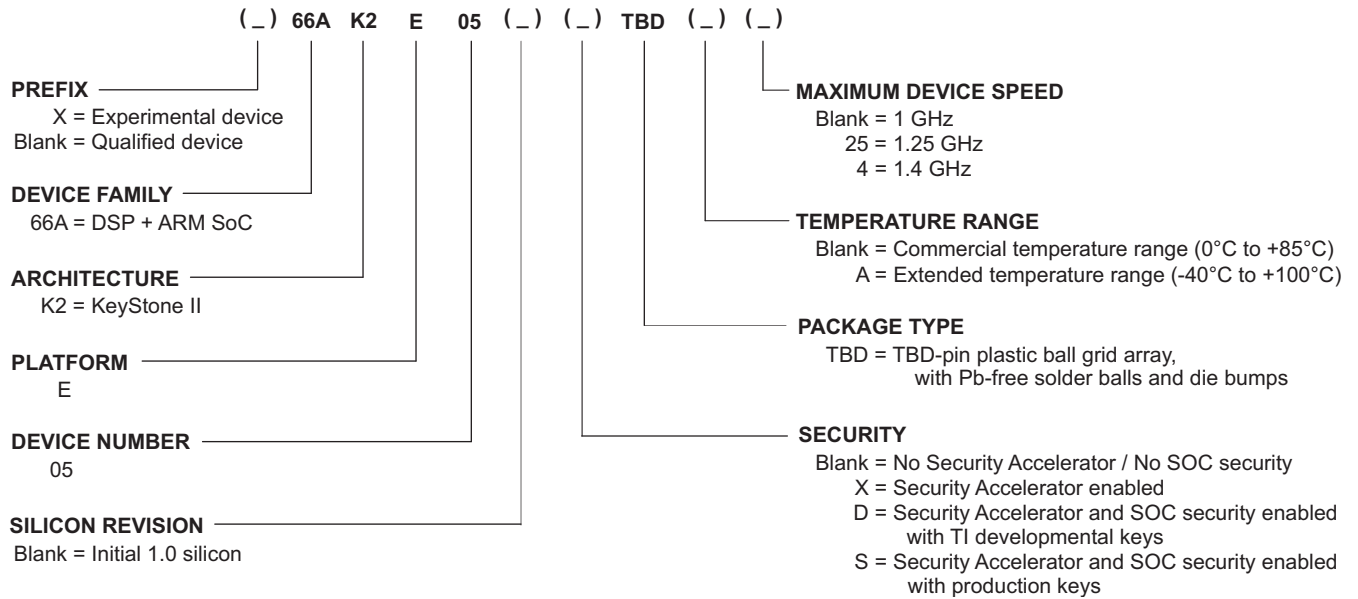 (_) 66A K2 E 05 (_) (_) TBD (_) (_)
PREFIX
X = Experimental device
Blank = Qualified device
DEVICE FAMILY
66A = DSP + ARM SoC
ARCHITECTURE
K2 = KeyStone II
PLATFORM
E
DEVICE NUMBER
05
SILICON REVISION
Blank = Initial 1.0 silicon
MAXIMUM DEVICE SPEED
Blank = 1 GHz
25 = 1.25 GHz
4 = 1.4 GHz
TEMPERATURE RANGE
Blank = Commercial temperature range (0°C to +85°C)
A = Extended temperature range (-40°C to +100°C)
PACKAGE TYPE
TBD = TBD-pin plastic ball grid array,
with Pb-free solder balls and die bumps
SECURITY
Blank = No Security Accelerator / No SOC security
X = Security Accelerator enabled
D = Security Accelerator and SOC security enabled
with TI developmental keys
S = Security Accelerator and SOC security enabled
with production keys